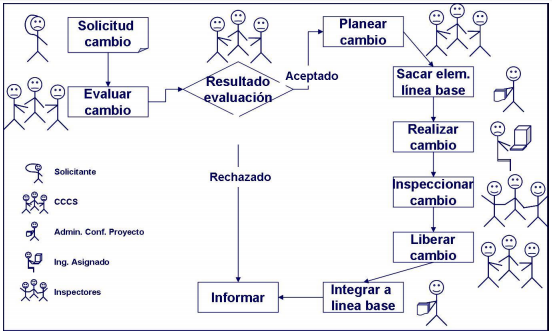 Solicitud
cambio
Evaluar
cambio
Resultado
evaluación
Aceptado
Rechazado
Planear
cambio
Sacar elem.
línea base
Realizar
cambio
Inspeccionar
cambio
Liberar
cambio
Integrar a
linea base
Informar
Solicitante
CCCS
Admin. Conf. Proyecto
Ing. Asignado
Inspectores